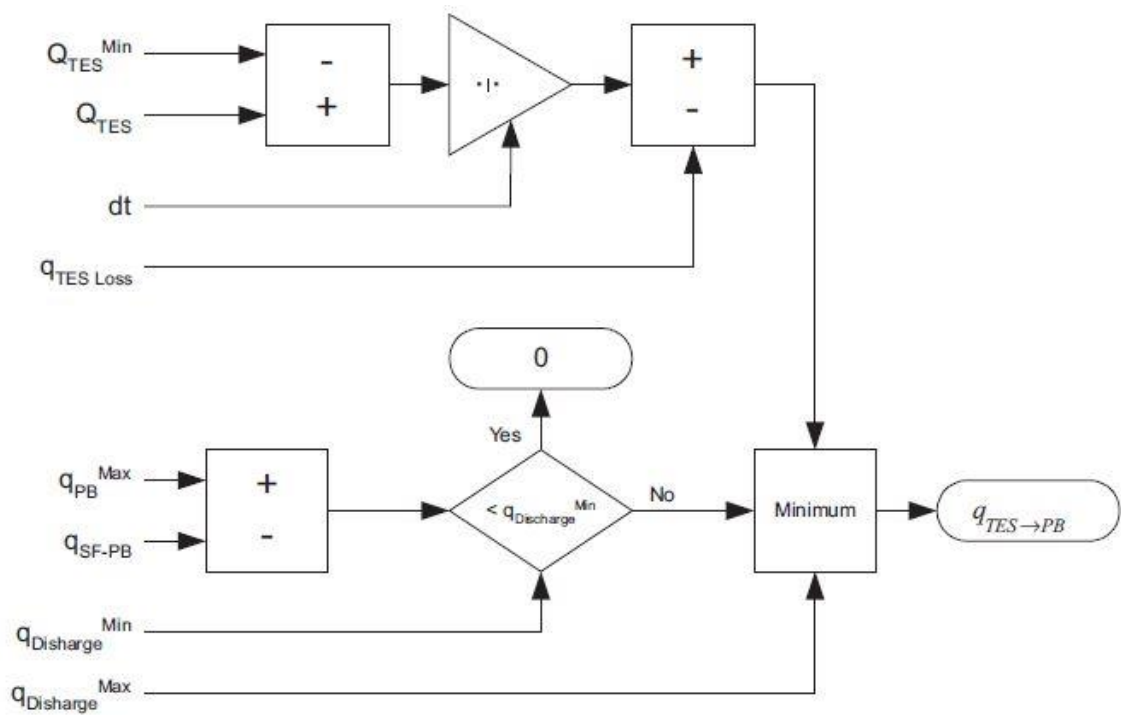 Q_TES^Min
-
+
Q_TES
÷
+
-
dt
q_TES Loss
0
Yes
q_PB^Max
+
-
q_SF-PB
< q_Discharge^Min
No
Minimum
q_TES→PB
q_Disharge^Min
q_Disharge^Max